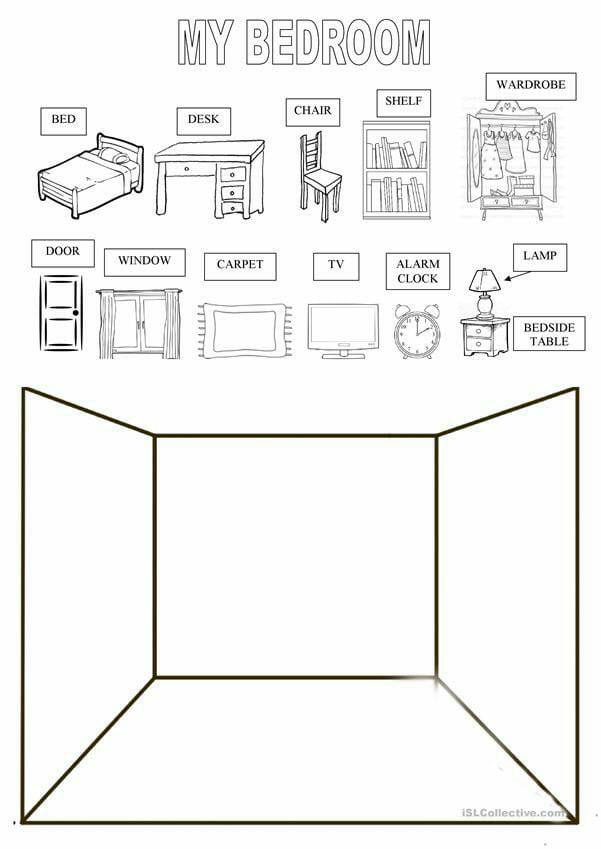 MY BEDROOM
BED
DESK
CHAIR
SHELF
WARDROBE
DOOR
WINDOW
CARPET
TV
ALARM
CLOCK
LAMP
BEDSIDE
TABLE
iSLCollective.com